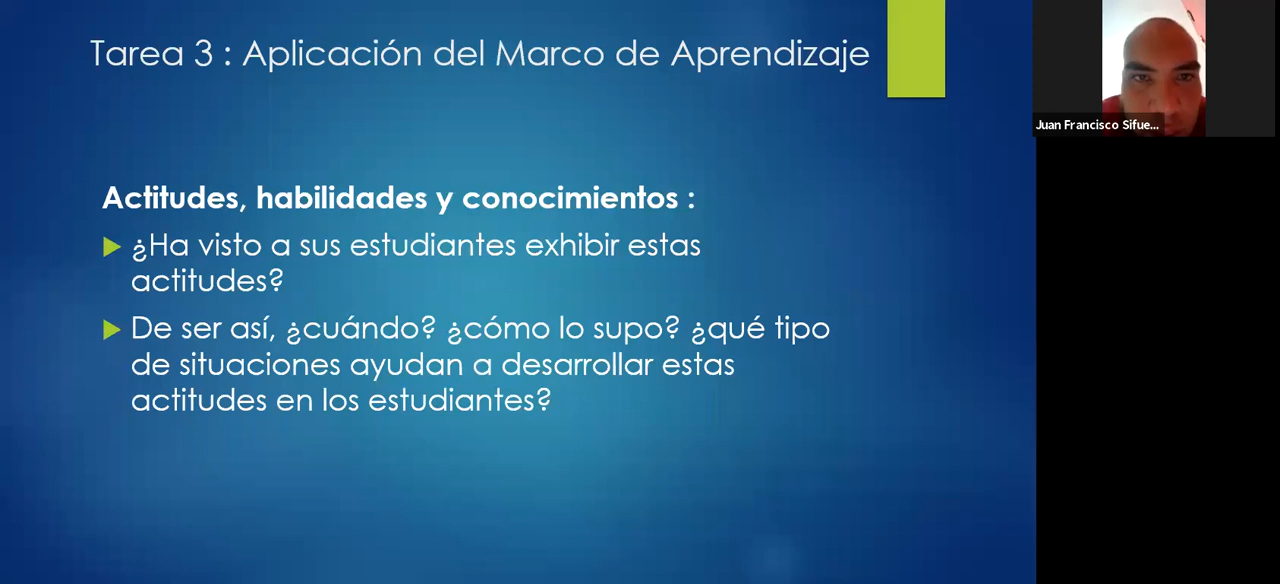 Tarea 3 : Aplicación del Marco de Aprendizaje
Juan Francisco Sifue...
Actitudes, habilidades y conocimientos :
¿Ha visto a sus estudiantes exhibir estas
actitudes?
De ser así, ¿cuándo? ¿cómo lo supo? ¿qué tipo
de situaciones ayudan a desarrollar estas
actitudes en los estudiantes?